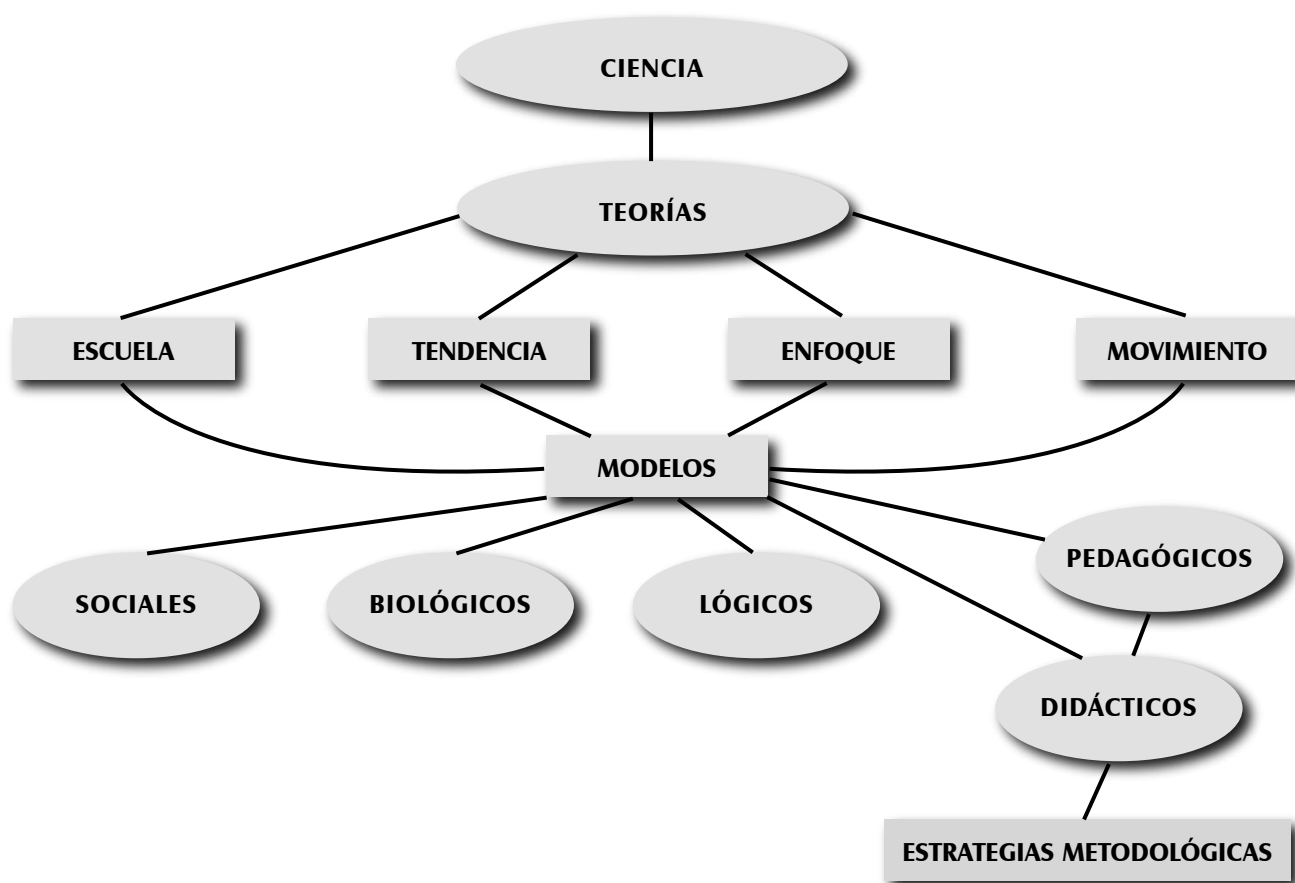 CIENCIA
TEORÍAS
ESCUELA
TENDENCIA
ENFOQUE
MOVIMIENTO
MODELOS
SOCIALES
BIOLÓGICOS
LÓGICOS
PEDAGÓGICOS
DIDÁCTICOS
ESTRATEGIAS METODOLÓGICAS